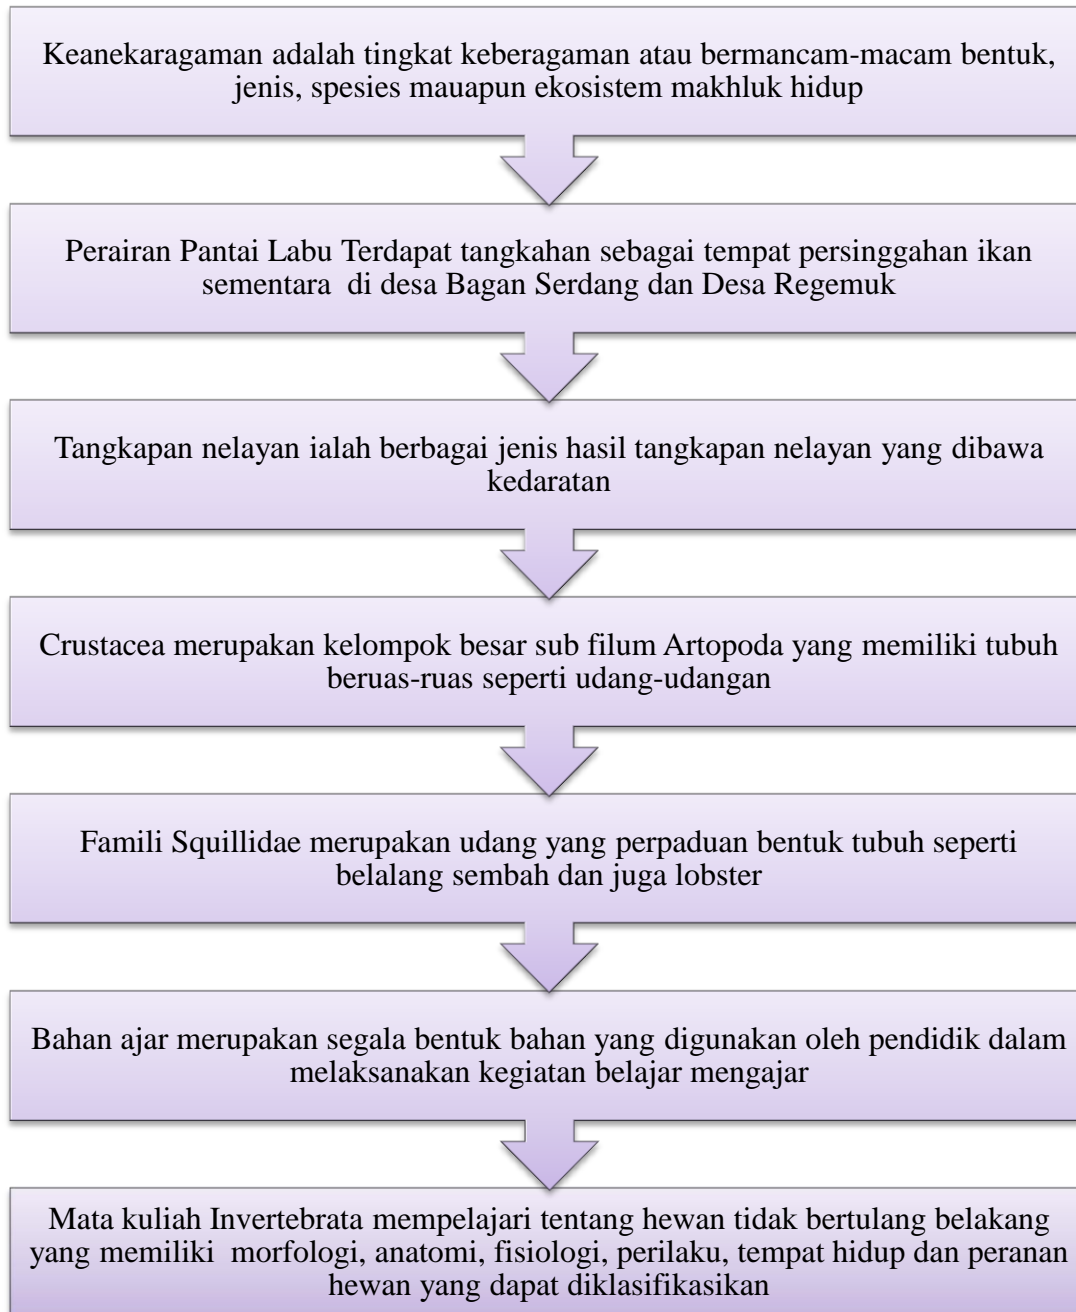 Keanekaragaman adalah tingkat keberagaman atau bermancam-macam bentuk,
jenis, spesies mauapun ekosistem makhluk hidup
Perairan Pantai Labu Terdapat tangkahan sebagai tempat persinggahan ikan
sementara di desa Bagan Serdang dan Desa Regemuk
Tangkapan nelayan ialah berbagai jenis hasil tangkapan nelayan yang dibawa
kedaratan
Crustacea merupakan kelompok besar sub filum Artopoda yang memiliki tubuh
beruas-ruas seperti udang-udangan
Famili Squillidae merupakan udang yang perpaduan bentuk tubuh seperti
belalang sembah dan juga lobster
Bahan ajar merupakan segala bentuk bahan yang digunakan oleh pendidik dalam
melaksanakan kegiatan belajar mengajar
Mata kuliah Invertebrata mempelajari tentang hewan tidak bertulang belakang
yang memiliki morfologi, anatomi, fisiologi, perilaku, tempat hidup dan peranan
hewan yang dapat diklasifikasikan